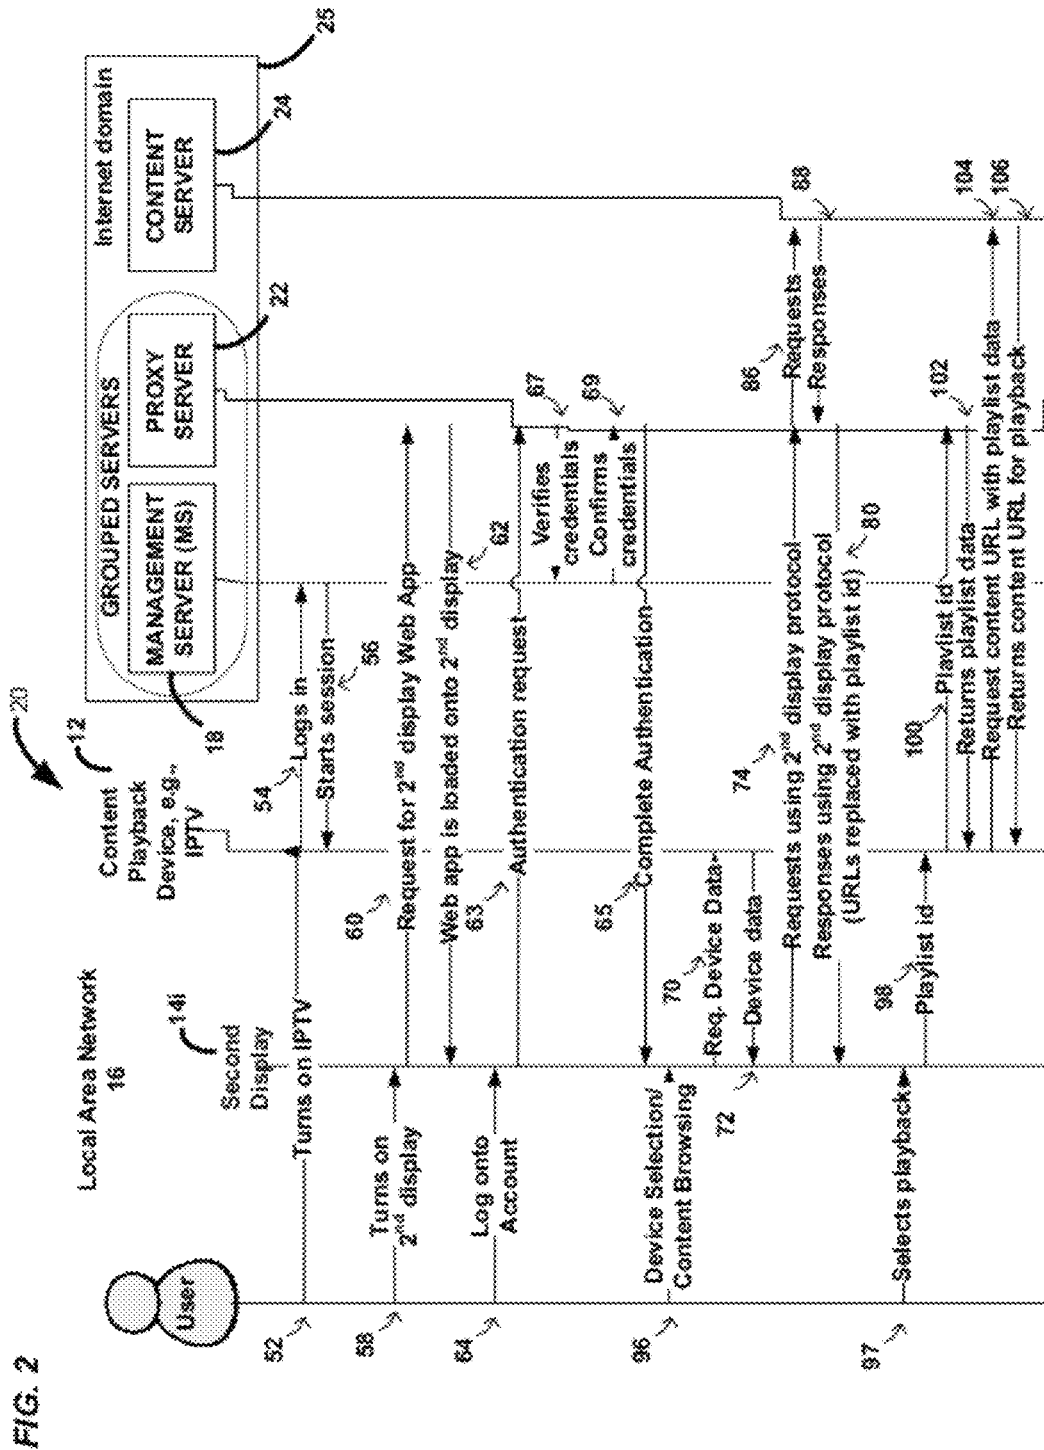 FIG. 2
20
Local Area Network
16
User
14i
Second
Display
12
Content
Playback
Device, e.g.,
IPTV
GROUPED SERVERS
Internet domain
25
MANAGEMENT
SERVER (MS)
18
PROXY
SERVER
22
CONTENT
SERVER
24
52
Turns on IPTV
54
Logs in
Starts session
56
58
Turns on
2nd display
60
Request for 2nd display Web App
Web app is loaded onto 2nd display
62
64
Log onto
Account
63
Authentication request
67
Verifies
credentials
69
Confirms
credentials
65
Complete Authentication
96
Device Selection/
Content Browsing
70
Req. Device Data
Device data
72
74
Requests using 2nd display protocol
86
Requests
Responses
88
Responses using 2nd display protocol
(URLs replaced with playlist id)
80
97
Selects playback
98
Playlist id
100
Playlist id
Returns playlist data
102
Request content URL with playlist data
104
Returns content URL for playback
106